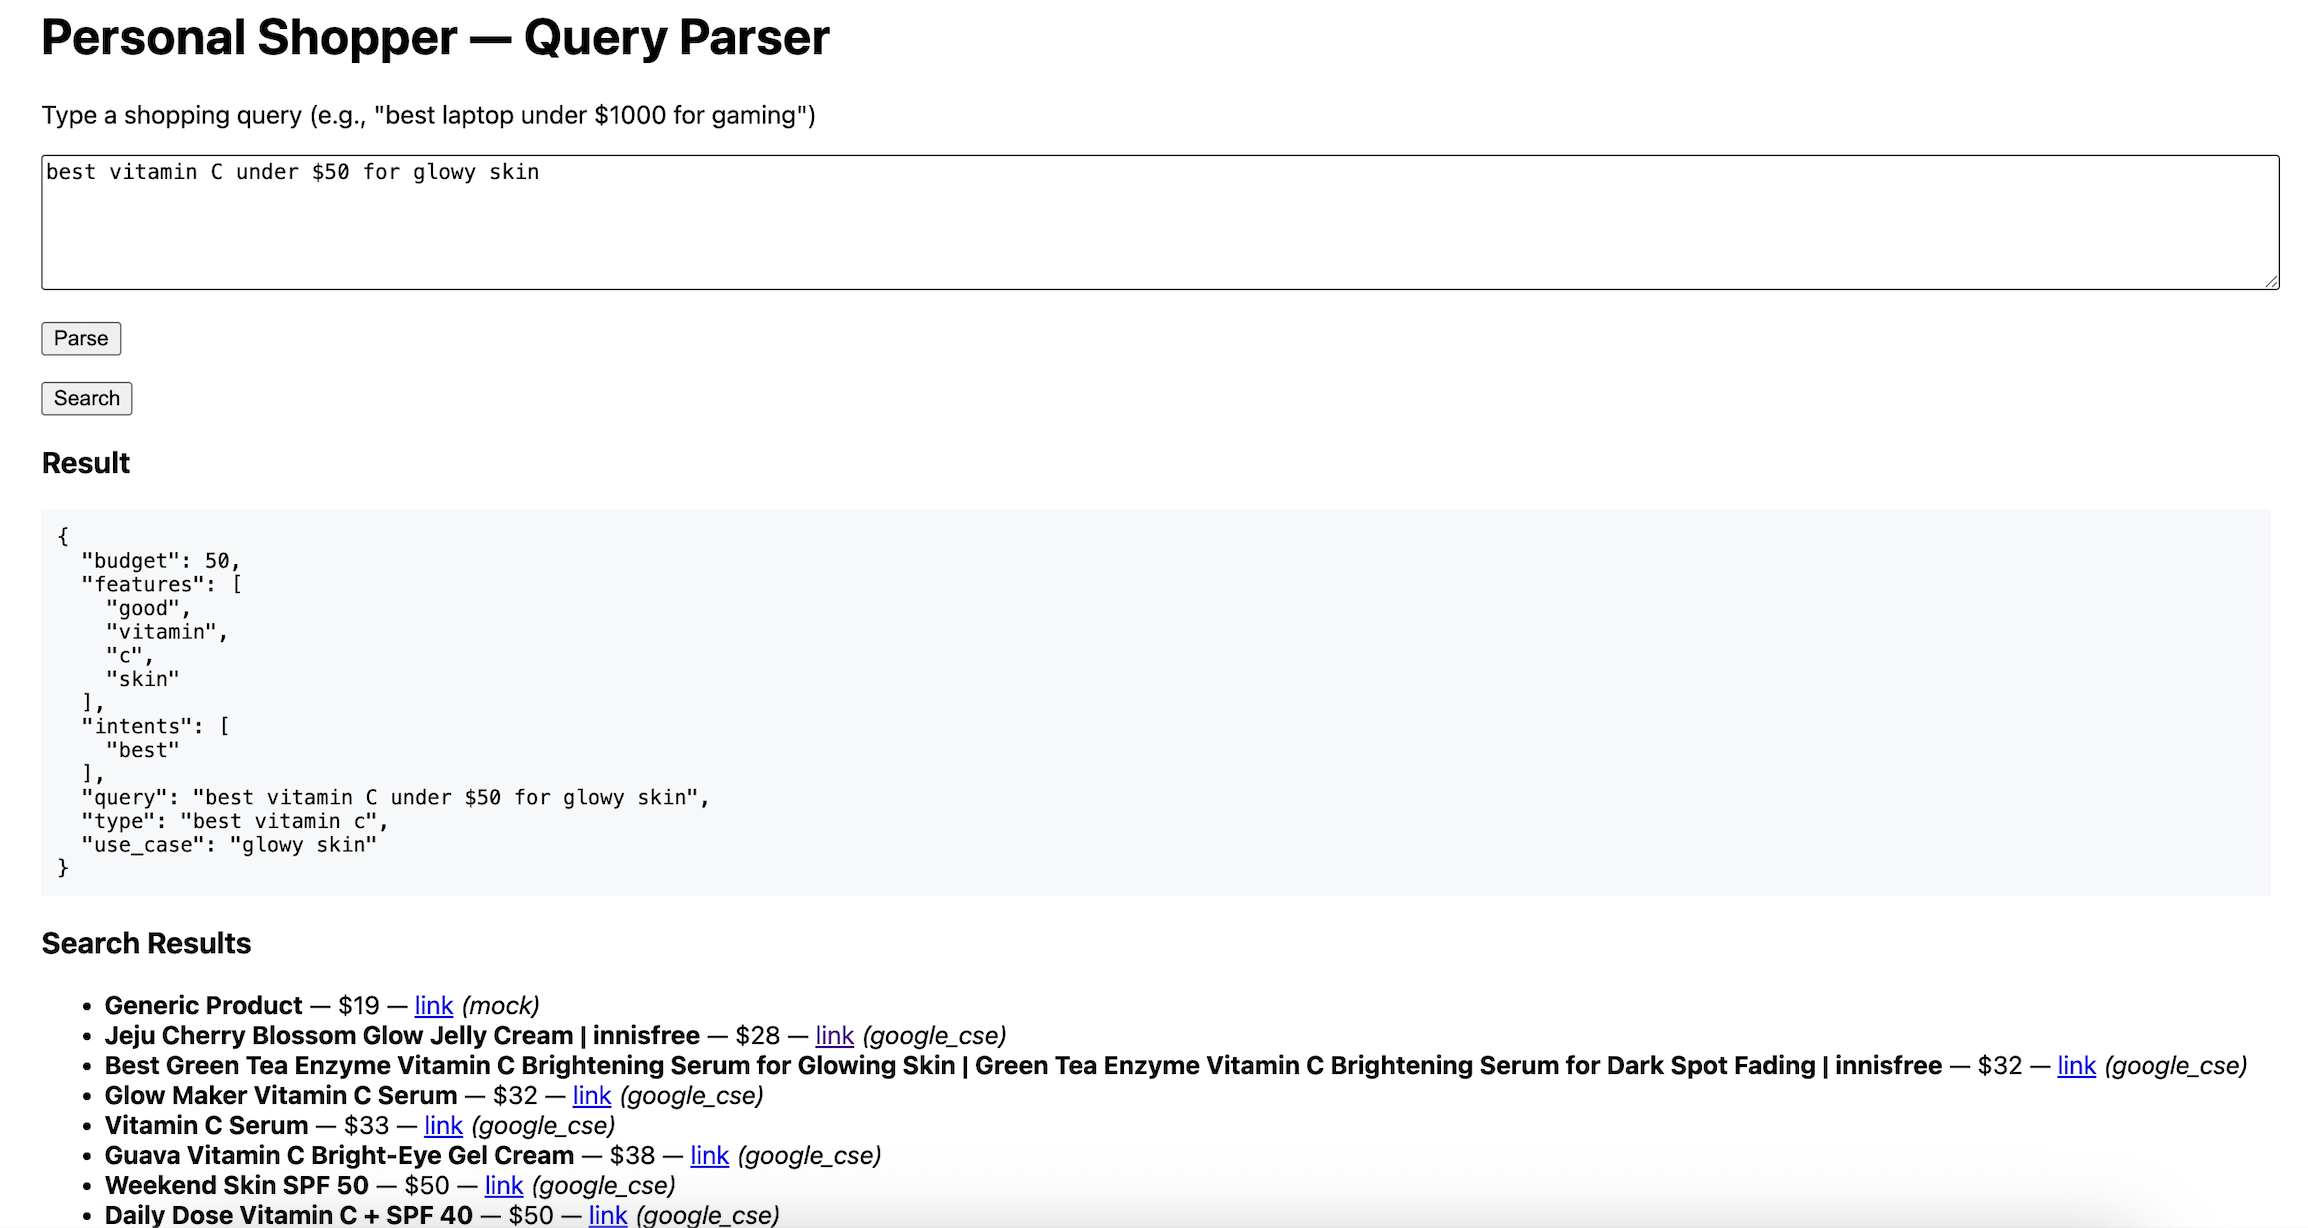 Personal Shopper — Query Parser
Type a shopping query (e.g., "best laptop under $1000 for gaming")
best vitamin C under $50 for glowy skin
Parse
Search
Result
{
  "budget": 50,
  "features": [
    "good",
    "vitamin",
    "c",
    "skin"
  ],
  "intents": [
    "best"
  ],
  "query": "best vitamin C under $50 for glowy skin",
  "type": "best vitamin c",
  "use_case": "glowy skin"
}
Search Results
• Generic Product — $19 — link (mock)
• Jeju Cherry Blossom Glow Jelly Cream | innisfree — $28 — link (google_cse)
• Best Green Tea Enzyme Vitamin C Brightening Serum for Glowing Skin | Green Tea Enzyme Vitamin C Brightening Serum for Dark Spot Fading | innisfree — $32 — link (google_cse)
• Glow Maker Vitamin C Serum — $32 — link (google_cse)
• Vitamin C Serum — $33 — link (google_cse)
• Guava Vitamin C Bright-Eye Gel Cream — $38 — link (google_cse)
• Weekend Skin SPF 50 — $50 — link (google_cse)
• Daily Dose Vitamin C + SPF 40 — $50 — link (google_cse)